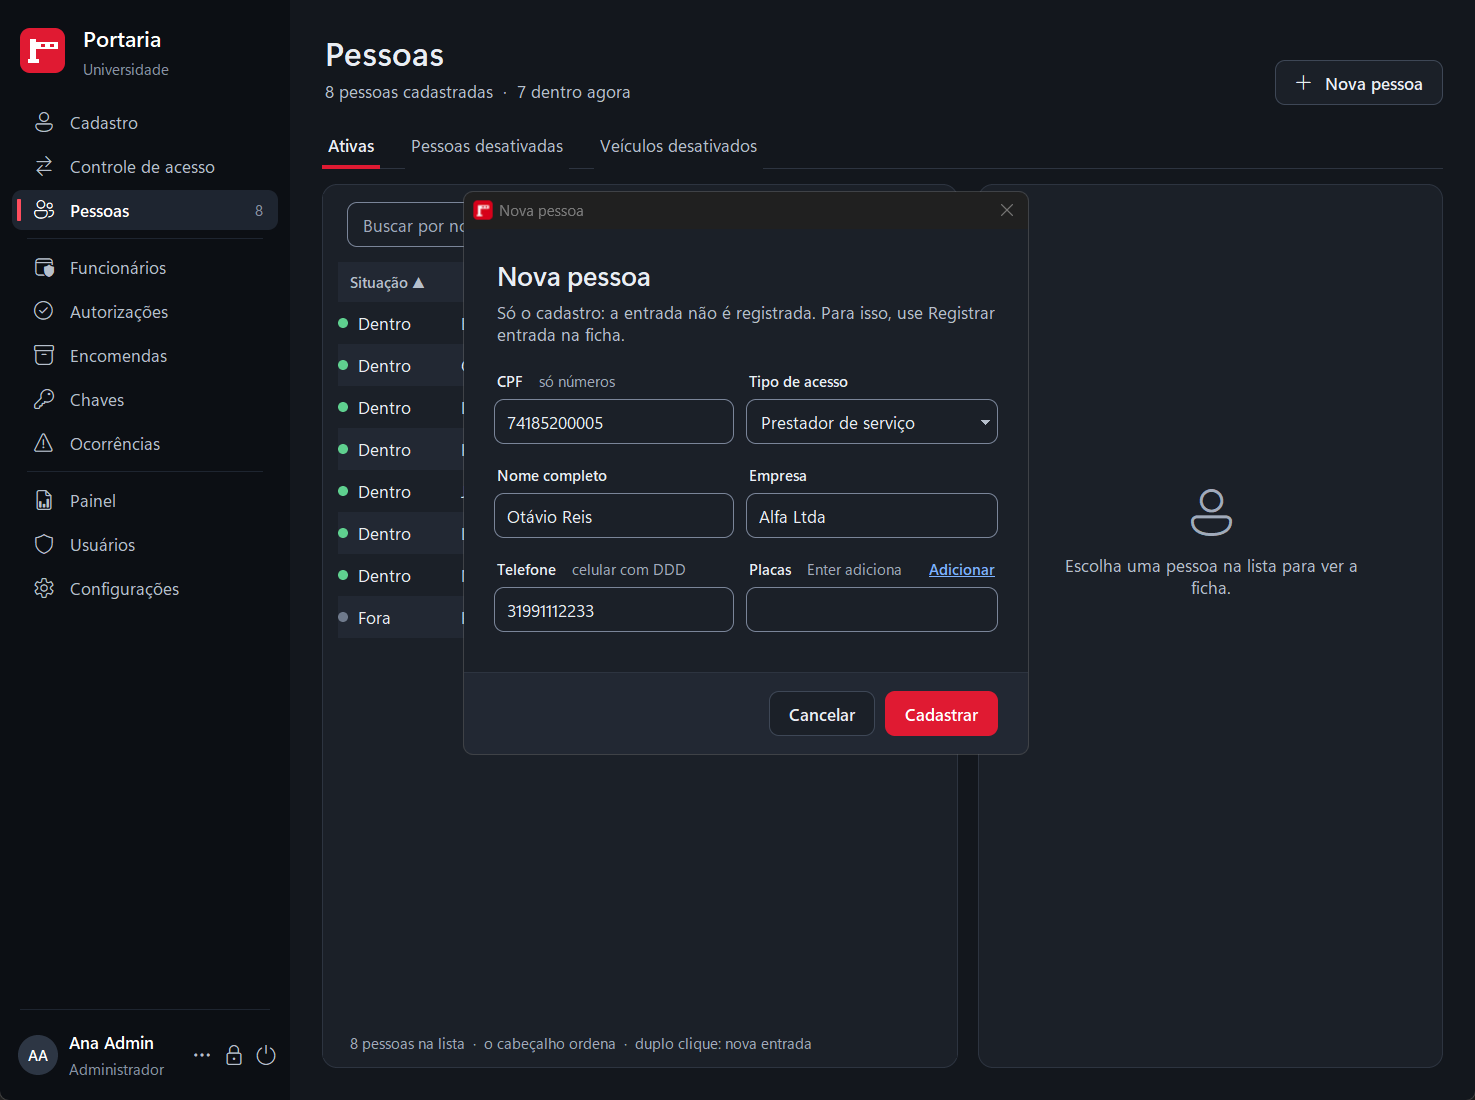 Portaria
Universidade
Cadastro
Controle de acesso
Pessoas 8
Funcionários
Autorizações
Encomendas
Chaves
Ocorrências
Painel
Usuários
Configurações
AA
Ana Admin
Administrador
Pessoas
8 pessoas cadastradas · 7 dentro agora
Nova pessoa
Ativas
Pessoas desativadas
Veículos desativados
Buscar por
Situação ▲
Dentro
Dentro
Dentro
Dentro
Dentro
Dentro
Dentro
Fora
8 pessoas na lista · o cabeçalho ordena · duplo clique: nova entrada
Nova pessoa
Nova pessoa
Só o cadastro: a entrada não é registrada. Para isso, use Registrar
entrada na ficha.
CPF só números
74185200005
Tipo de acesso
Prestador de serviço
Nome completo
Otávio Reis
Empresa
Alfa Ltda
Telefone celular com DDD
31991112233
Placas Enter adiciona Adicionar
Cancelar
Cadastrar
Escolha uma pessoa na lista para ver a
ficha.